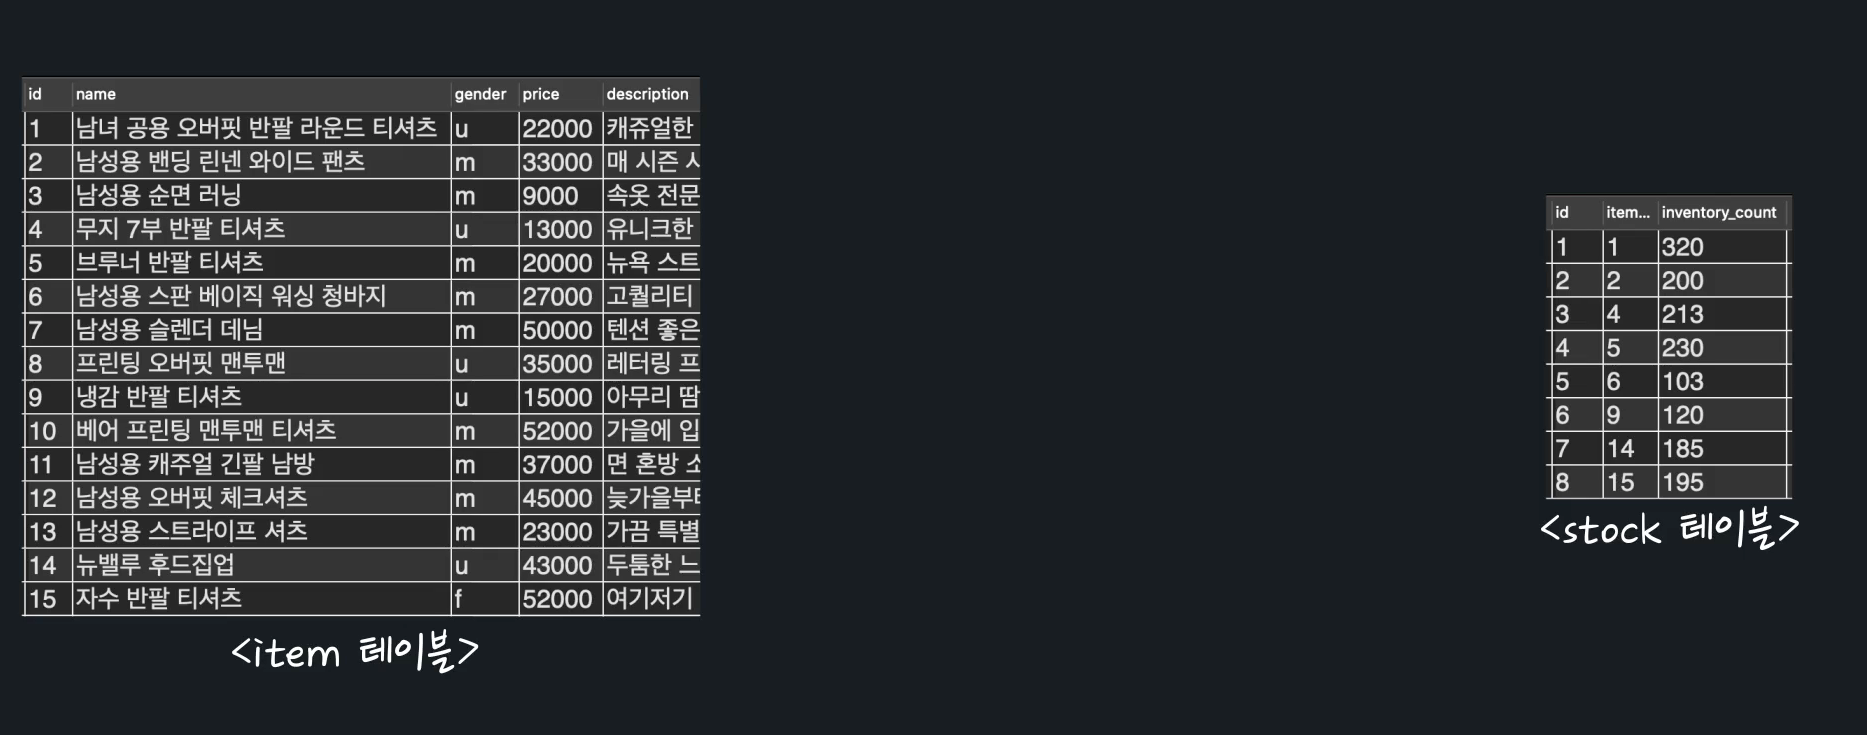 id name gender price description
1 남녀 공용 오버핏 반팔 라운드 티셔츠 u 22000 캐쥬얼한
2 남성용 밴딩 린넨 와이드 팬츠 m 33000 매 시즌 사
3 남성용 순면 러닝 m 9000 속옷 전문
4 무지 7부 반팔 티셔츠 u 13000 유니크한
5 브루너 반팔 티셔츠 m 20000 뉴욕 스트
6 남성용 스판 베이직 워싱 청바지 m 27000 고퀄리티
7 남성용 슬렌더 데님 m 50000 텐션 좋은
8 프린팅 오버핏 맨투맨 u 35000 레터링 프
9 냉감 반팔 티셔츠 u 15000 아무리 땀
10 베어 프린팅 맨투맨 티셔츠 m 52000 가을에 입
11 남성용 캐주얼 긴팔 남방 m 37000 면 혼방 소
12 남성용 오버핏 체크셔츠 m 45000 늦가을부터
13 남성용 스트라이프 셔츠 m 23000 가끔 특별
14 뉴밸루 후드집업 u 43000 두툼한 느
15 자수 반팔 티셔츠 f 52000 여기저기
<item 테이블>
id item... inventory_count
1 1 320
2 2 200
3 4 213
4 5 230
5 6 103
6 9 120
7 14 185
8 15 195
<stock 테이블>